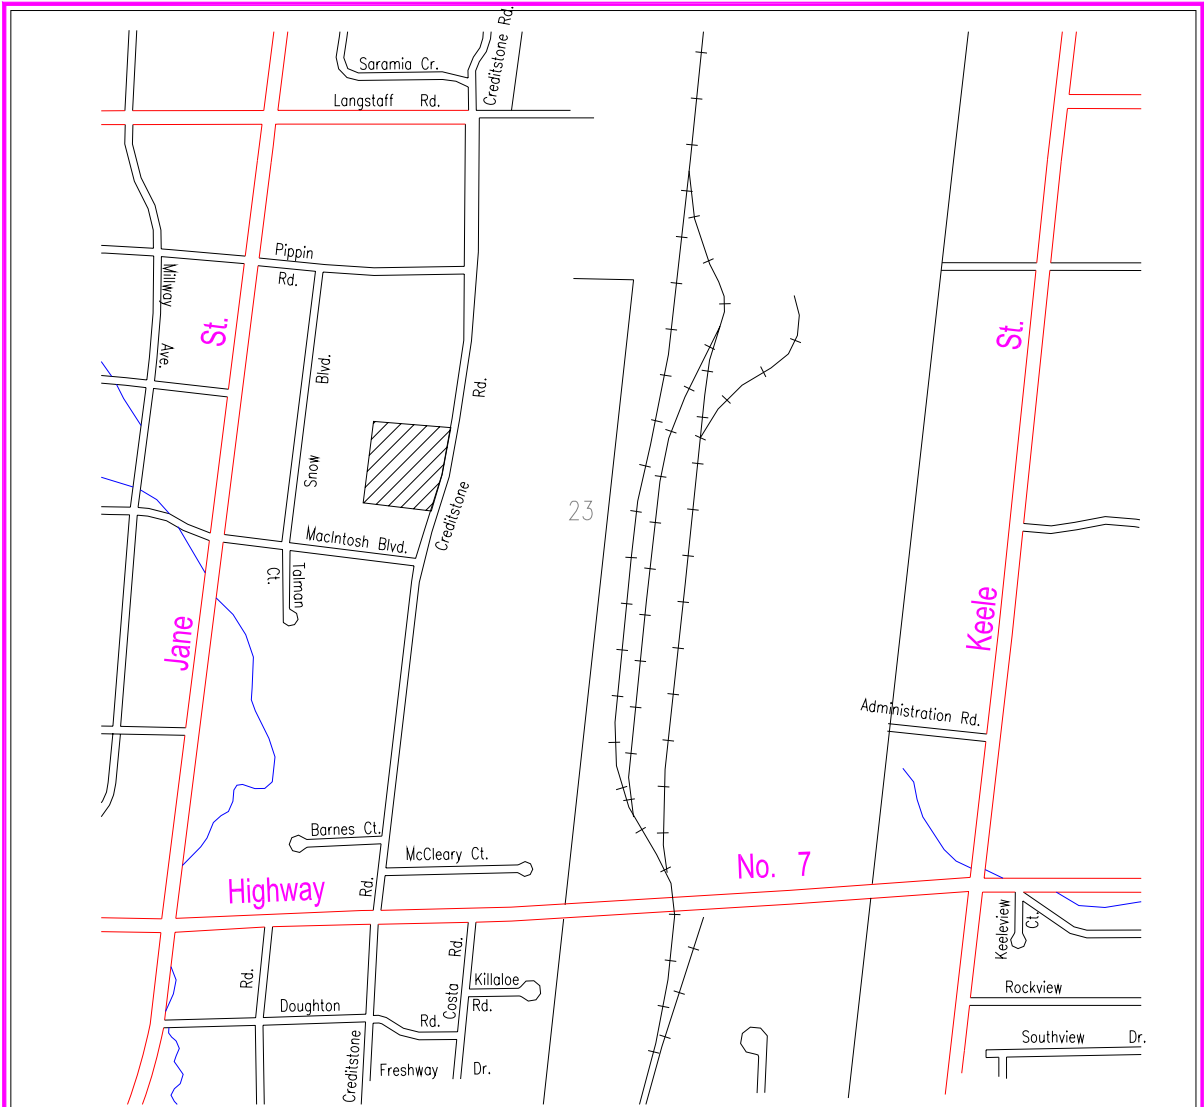 Creditstone Rd.
Saramia Cr.
Langstaff Rd.
Pippin
Rd.
Millway
Ave.
St.
St.
Blvd.
Snow
Rd.
Creditstone
23
MacIntosh Blvd.
Talman
Ct.
Jane
Keele
Administration Rd.
Barnes Ct.
McCleary Ct.
Rd.
Highway
No. 7
Keeleview
Ct.
Rd.
Rd.
Costa
Killaloe
Rd.
Doughton
Rd.
Rockview
Southview Dr.
Creditstone
Freshway Dr.